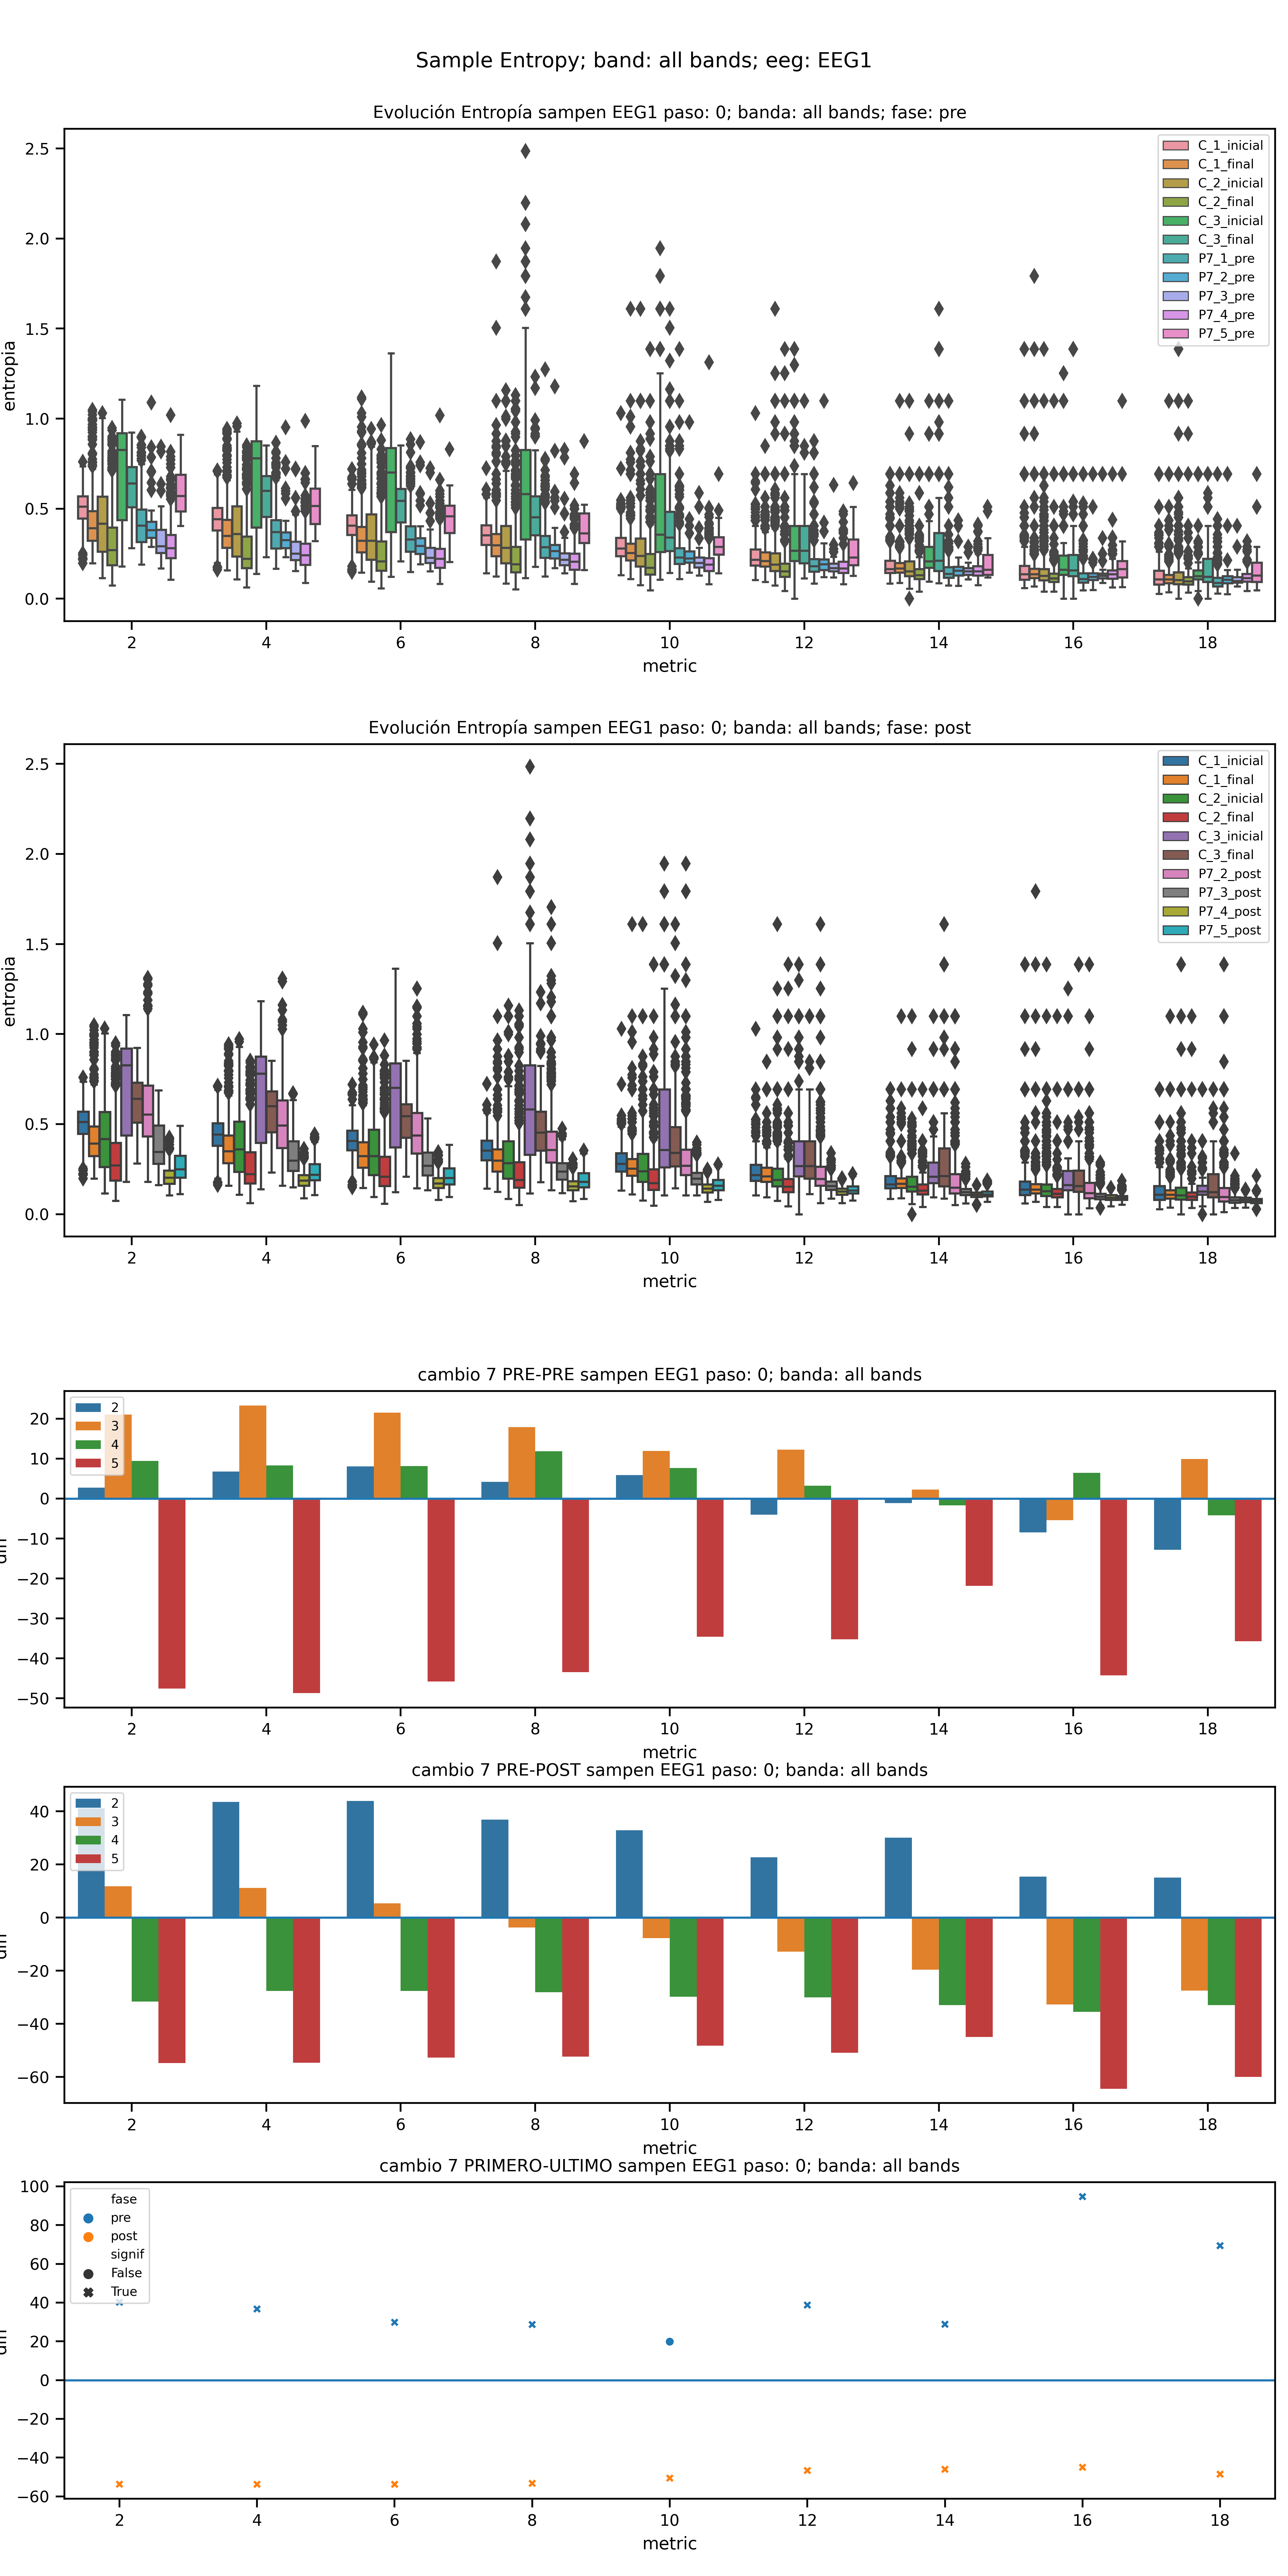 Sample Entropy; band: all bands; eeg: EEG1
Evolución Entropía sampen EEG1 paso: 0; banda: all bands; fase: pre
entropia
2.5
2.0
1.5
1.0
0.5
0.0
C_1_inicial
C_1_final
C_2_inicial
C_2_final
C_3_inicial
C_3_final
P7_1_pre
P7_2_pre
P7_3_pre
P7_4_pre
P7_5_pre
2 4 6 8 10 12 14 16 18
metric
Evolución Entropía sampen EEG1 paso: 0; banda: all bands; fase: post
entropia
2.5
2.0
1.5
1.0
0.5
0.0
C_1_inicial
C_1_final
C_2_inicial
C_2_final
C_3_inicial
C_3_final
P7_2_post
P7_3_post
P7_4_post
P7_5_post
2 4 6 8 10 12 14 16 18
metric
cambio 7 PRE-PRE sampen EEG1 paso: 0; banda: all bands
20
10
0
−10
−20
−30
−40
−50
2
3
4
5
2 4 6 8 10 12 14 16 18
metric
cambio 7 PRE-POST sampen EEG1 paso: 0; banda: all bands
40
20
0
−20
−40
−60
2
3
4
5
2 4 6 8 10 12 14 16 18
metric
cambio 7 PRIMERO-ULTIMO sampen EEG1 paso: 0; banda: all bands
100
80
60
40
20
0
−20
−40
−60
fase
pre
post
signif
False
True
2 4 6 8 10 12 14 16 18
metric